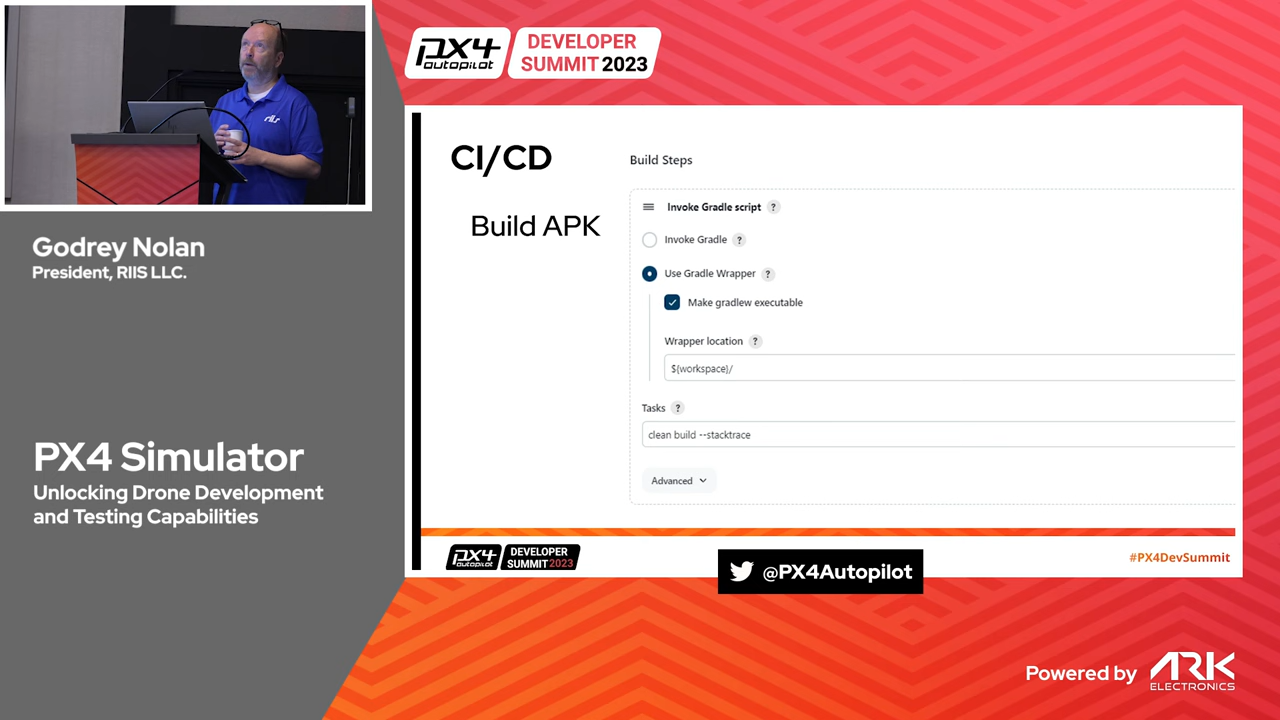 PX4
autopilot
DEVELOPER
SUMMIT 2023
riis
Godrey Nolan
President, RIIS LLC.
PX4 Simulator
Unlocking Drone Development
and Testing Capabilities
CI/CD
Build APK
Build Steps
Invoke Gradle script ?
Invoke Gradle ?
Use Gradle Wrapper ?
Make gradlew executable
Wrapper location ?
${workspace}/
Tasks ?
clean build --stacktrace
Advanced
PX4
autopilot
DEVELOPER
SUMMIT 2023
@PX4Autopilot
#PX4DevSummit
Powered by
ARK
ELECTRONICS